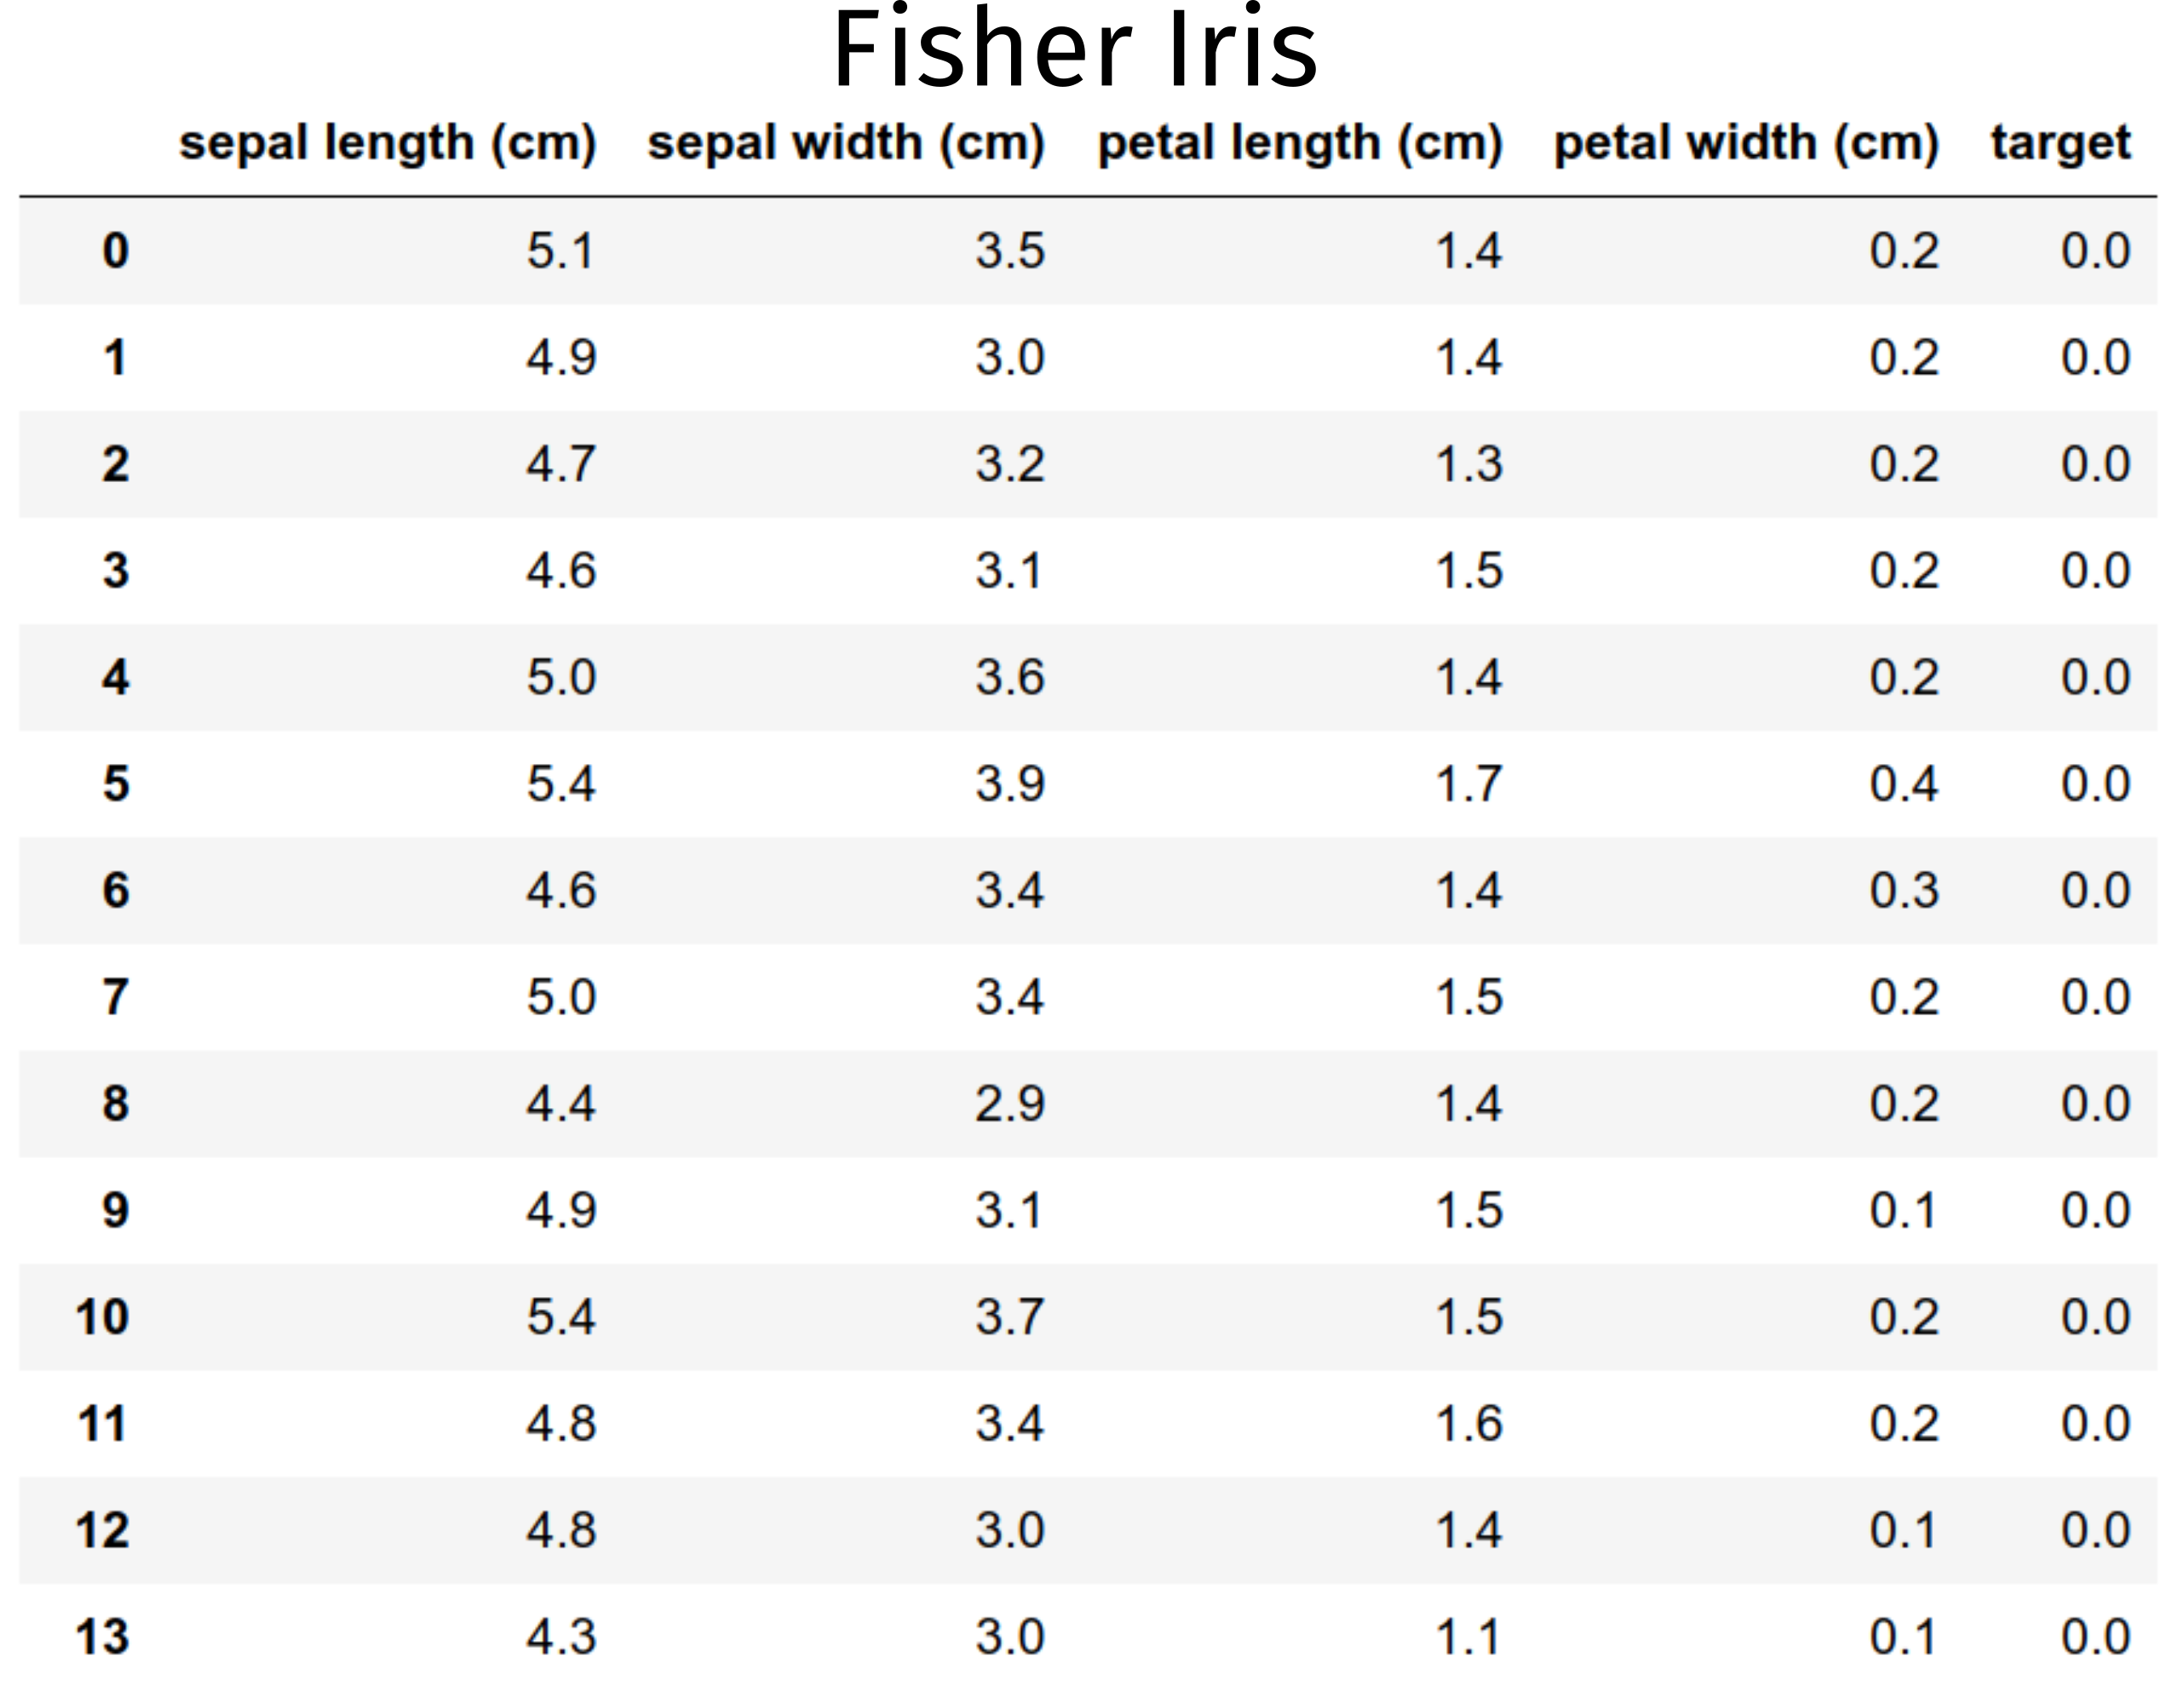 Fisher Iris
sepal length (cm) sepal width (cm) petal length (cm) petal width (cm) target
0 5.1 3.5 1.4 0.2 0.0
1 4.9 3.0 1.4 0.2 0.0
2 4.7 3.2 1.3 0.2 0.0
3 4.6 3.1 1.5 0.2 0.0
4 5.0 3.6 1.4 0.2 0.0
5 5.4 3.9 1.7 0.4 0.0
6 4.6 3.4 1.4 0.3 0.0
7 5.0 3.4 1.5 0.2 0.0
8 4.4 2.9 1.4 0.2 0.0
9 4.9 3.1 1.5 0.1 0.0
10 5.4 3.7 1.5 0.2 0.0
11 4.8 3.4 1.6 0.2 0.0
12 4.8 3.0 1.4 0.1 0.0
13 4.3 3.0 1.1 0.1 0.0